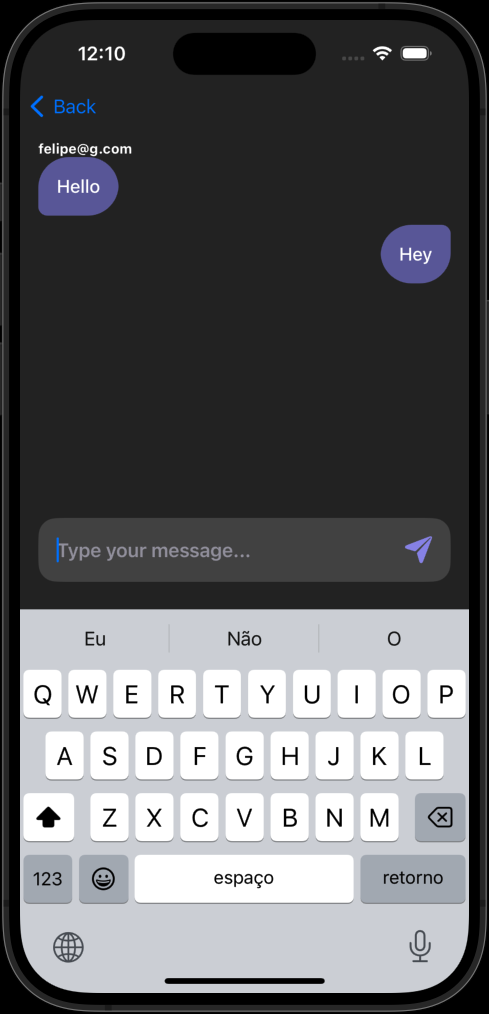 12:10
Back
felipe@g.com
Hello
Hey
Type your message...
Eu Não O
Q W E R T Y U I O P
A S D F G H J K L
Z X C V B N M
123 espaço retorno